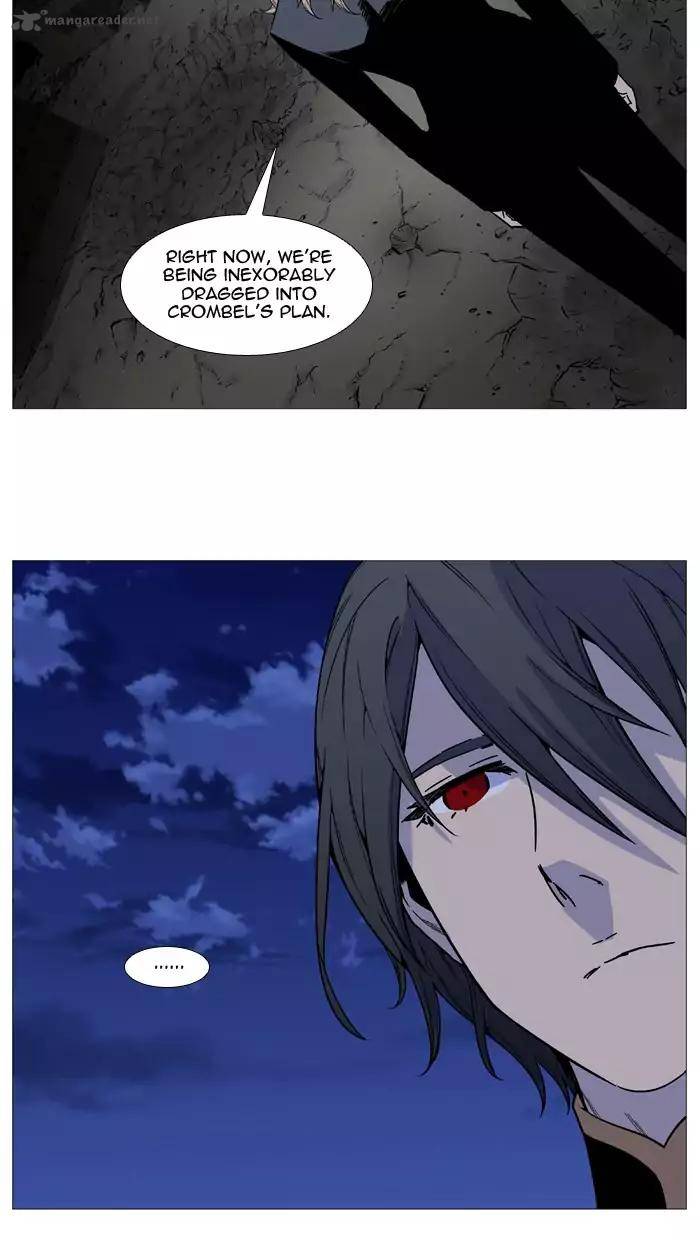 mangareader.net
RIGHT NOW, WE'RE
BEING INEXORABLY
DRAGGED INTO
CROMBEL'S PLAN.
......